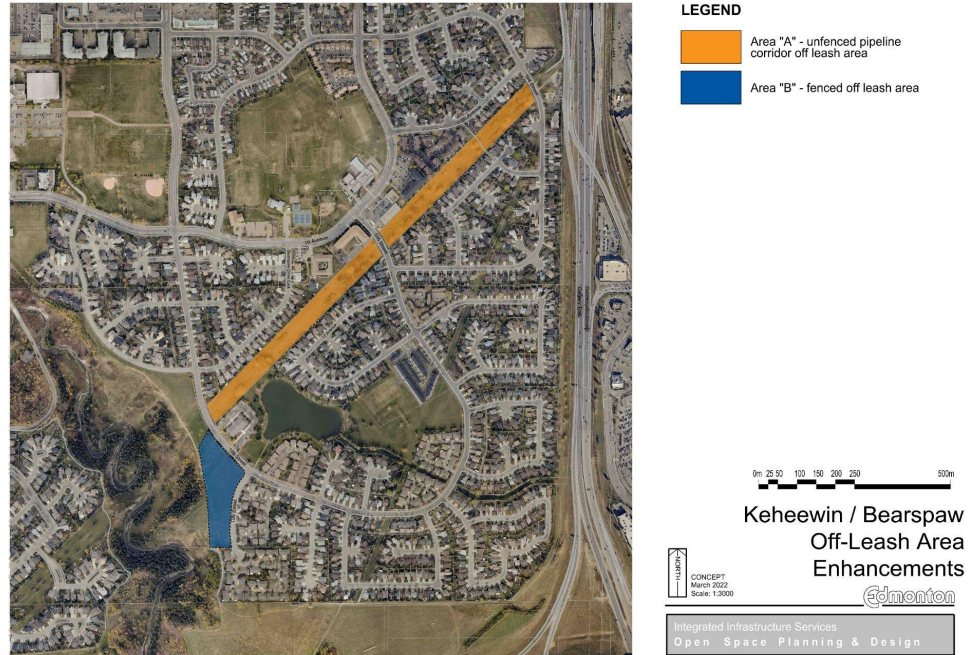 LEGEND
Area "A" - unfenced pipeline
corridor off leash area
Area "B" - fenced off leash area
19 Avenue
0m 25 50 100 150 200 250 500m
Keheewin / Bearspaw
Off-Leash Area
Enhancements
NORTH
CONCEPT
March 2022
Scale: 1:3000
Edmonton
Integrated Infrastructure Services
Open Space Planning & Design